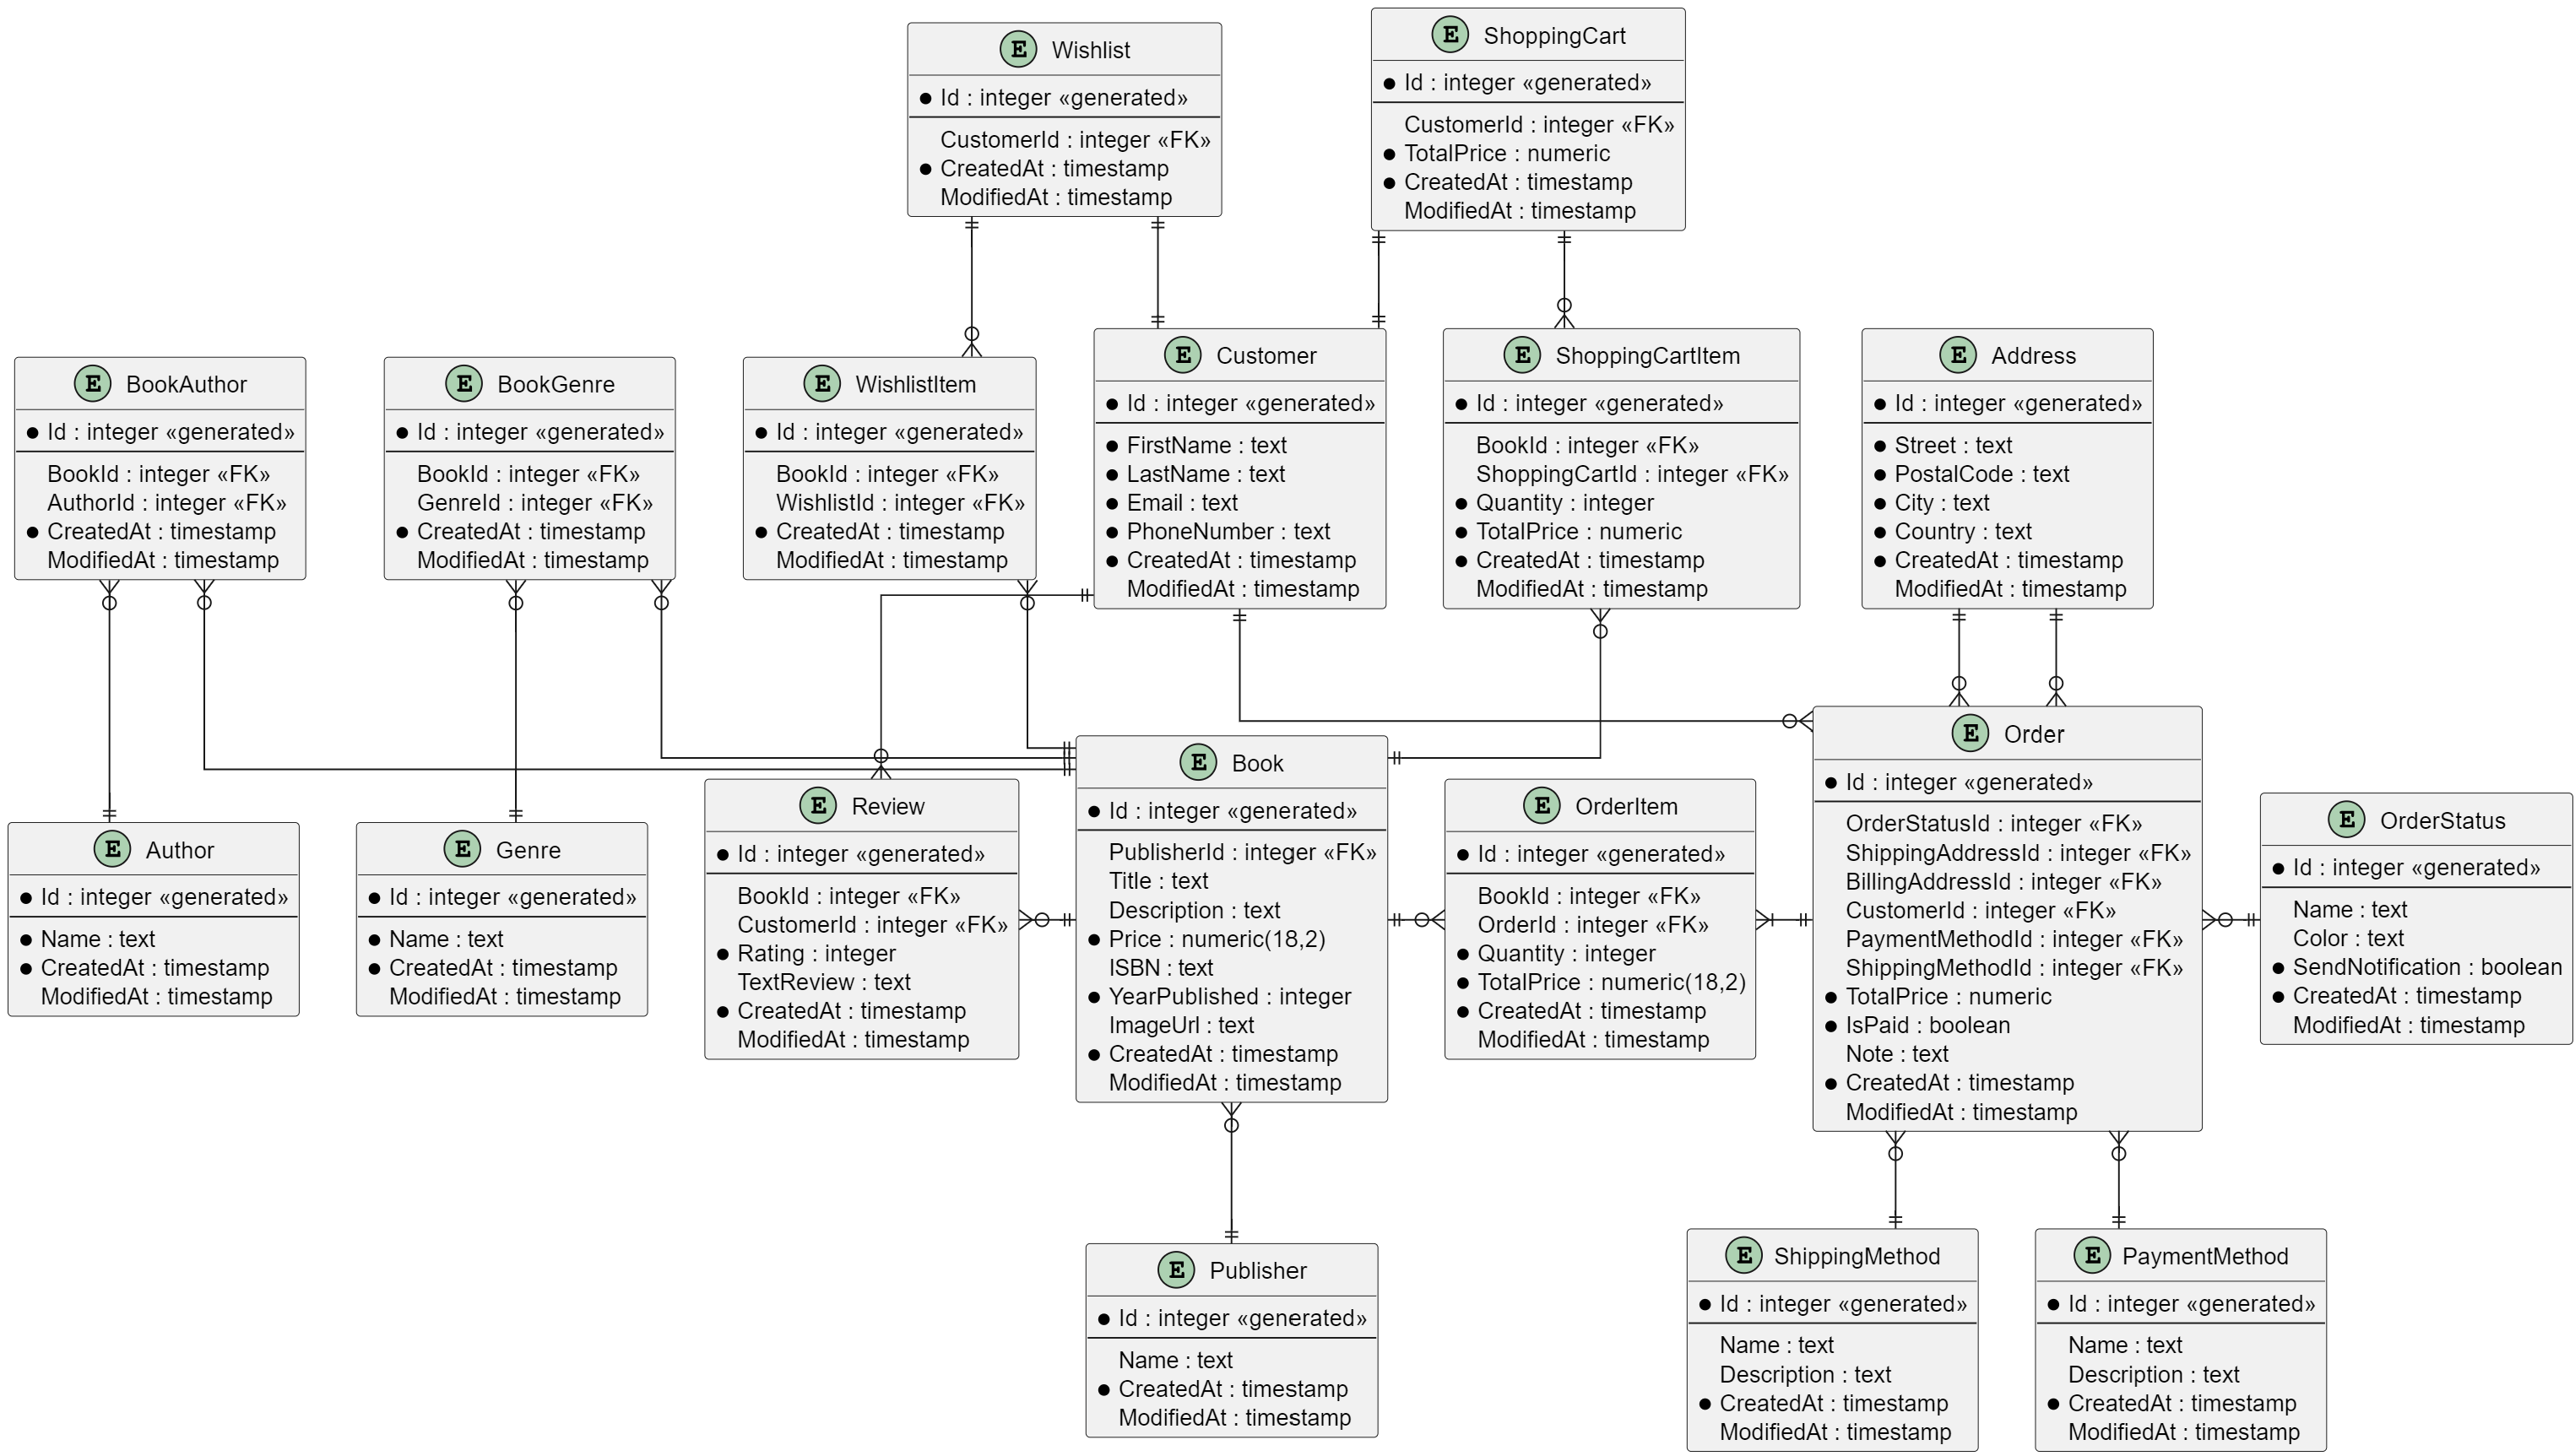 E Wishlist
Id : integer «generated»
CustomerId : integer «FK»
CreatedAt : timestamp
ModifiedAt : timestamp
E ShoppingCart
Id : integer «generated»
CustomerId : integer «FK»
TotalPrice : numeric
CreatedAt : timestamp
ModifiedAt : timestamp
E BookAuthor
Id : integer «generated»
BookId : integer «FK»
AuthorId : integer «FK»
CreatedAt : timestamp
ModifiedAt : timestamp
E BookGenre
Id : integer «generated»
BookId : integer «FK»
GenreId : integer «FK»
CreatedAt : timestamp
ModifiedAt : timestamp
E WishlistItem
Id : integer «generated»
BookId : integer «FK»
WishlistId : integer «FK»
CreatedAt : timestamp
ModifiedAt : timestamp
E Customer
Id : integer «generated»
FirstName : text
LastName : text
Email : text
PhoneNumber : text
CreatedAt : timestamp
ModifiedAt : timestamp
E ShoppingCartItem
Id : integer «generated»
BookId : integer «FK»
ShoppingCartId : integer «FK»
Quantity : integer
TotalPrice : numeric
CreatedAt : timestamp
ModifiedAt : timestamp
E Address
Id : integer «generated»
Street : text
PostalCode : text
City : text
Country : text
CreatedAt : timestamp
ModifiedAt : timestamp
E Author
Id : integer «generated»
Name : text
CreatedAt : timestamp
ModifiedAt : timestamp
E Genre
Id : integer «generated»
Name : text
CreatedAt : timestamp
ModifiedAt : timestamp
E Review
Id : integer «generated»
BookId : integer «FK»
CustomerId : integer «FK»
Rating : integer
TextReview : text
CreatedAt : timestamp
ModifiedAt : timestamp
E Book
Id : integer «generated»
PublisherId : integer «FK»
Title : text
Description : text
Price : numeric(18,2)
ISBN : text
YearPublished : integer
ImageUrl : text
CreatedAt : timestamp
ModifiedAt : timestamp
E OrderItem
Id : integer «generated»
BookId : integer «FK»
OrderId : integer «FK»
Quantity : integer
TotalPrice : numeric(18,2)
CreatedAt : timestamp
ModifiedAt : timestamp
E Order
Id : integer «generated»
OrderStatusId : integer «FK»
ShippingAddressId : integer «FK»
BillingAddressId : integer «FK»
CustomerId : integer «FK»
PaymentMethodId : integer «FK»
ShippingMethodId : integer «FK»
TotalPrice : numeric
IsPaid : boolean
Note : text
CreatedAt : timestamp
ModifiedAt : timestamp
E OrderStatus
Id : integer «generated»
Name : text
Color : text
SendNotification : boolean
CreatedAt : timestamp
ModifiedAt : timestamp
E Publisher
Id : integer «generated»
Name : text
CreatedAt : timestamp
ModifiedAt : timestamp
E ShippingMethod
Id : integer «generated»
Name : text
Description : text
CreatedAt : timestamp
ModifiedAt : timestamp
E PaymentMethod
Id : integer «generated»
Name : text
Description : text
CreatedAt : timestamp
ModifiedAt : timestamp